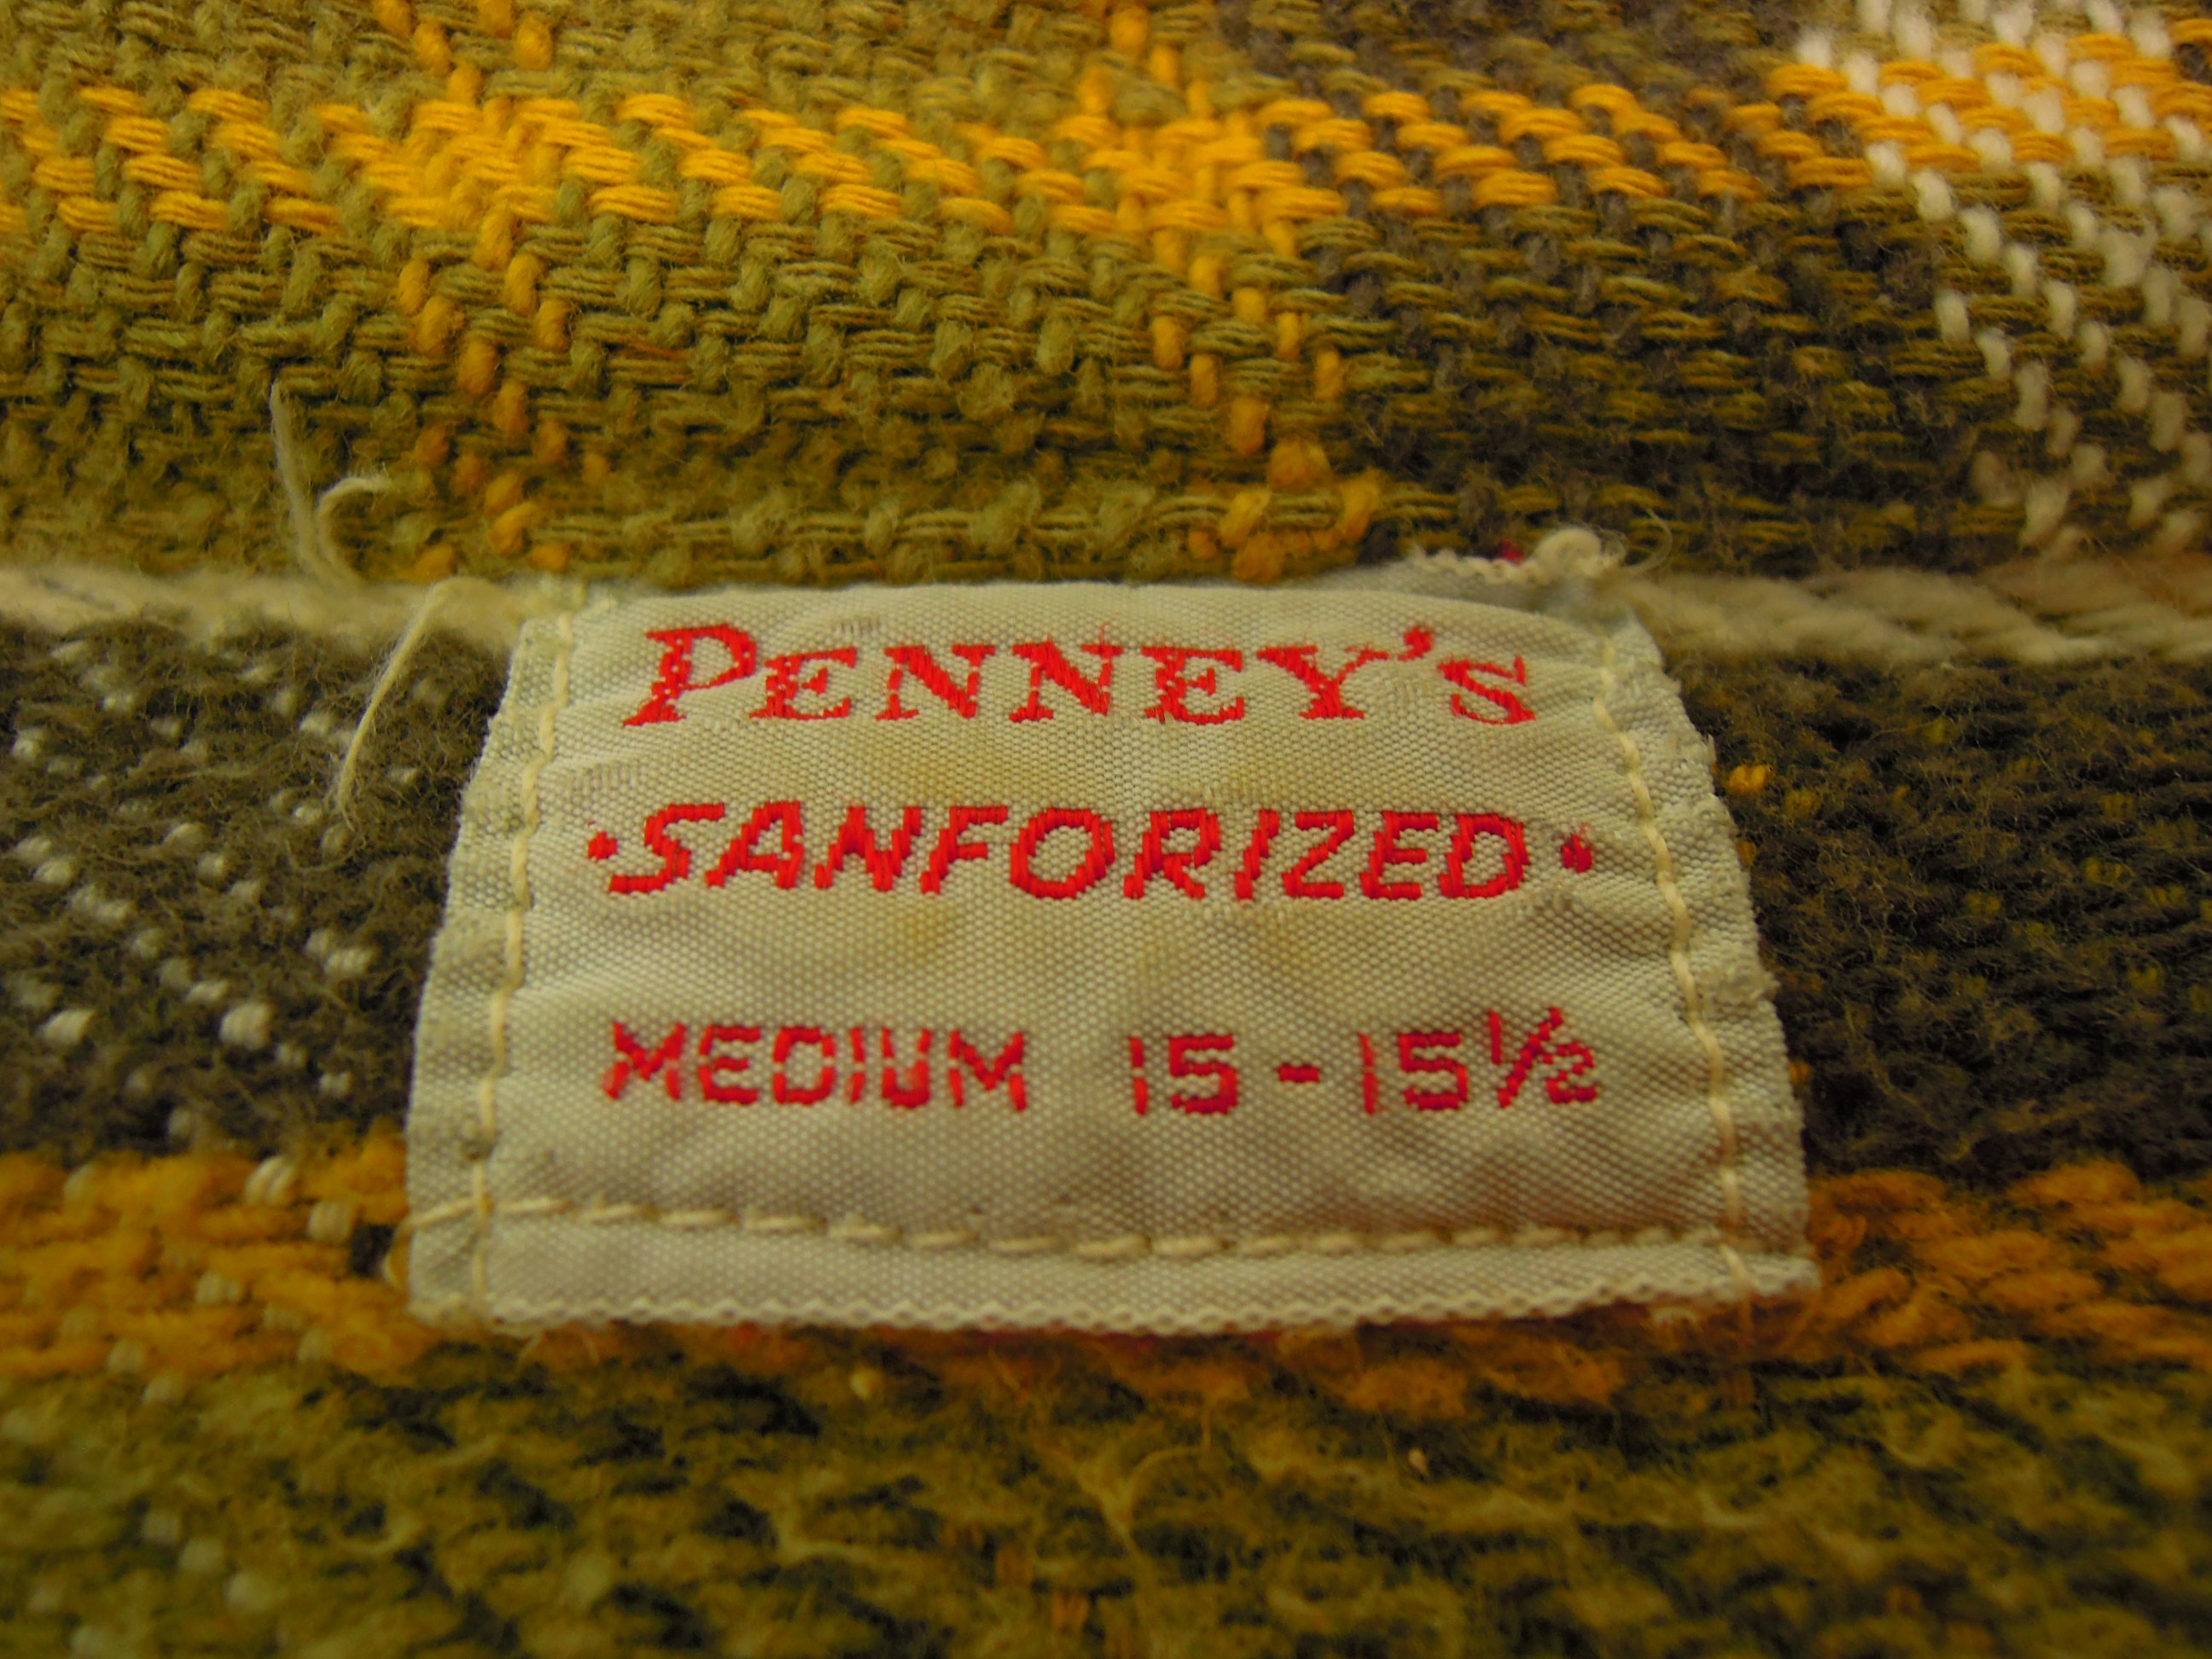 PENNEY'S
·SANFORIZED·
MEDIUM 15-15½